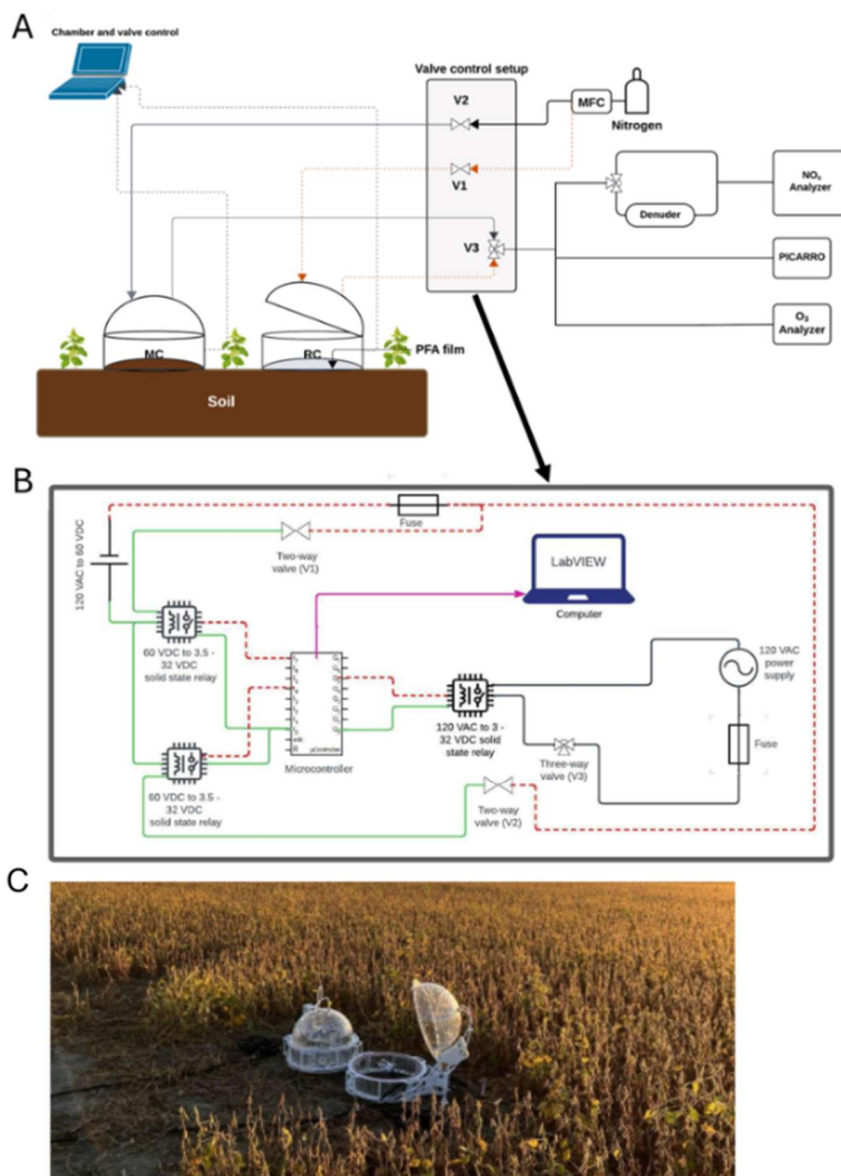 A
Chamber and valve control
Valve control setup
V2
MFC
Nitrogen
V1
NOx
Analyzer
Denuder
V3
PICARRO
O3
Analyzer
MC
RC
PFA film
Soil
B
120 VAC to 60 VDC
Fuse
Two-way
valve (V1)
LabVIEW
Computer
60 VDC to 3.5 -
32 VDC
solid state relay
120 VAC
power
supply
µController
Microcontroller
120 VAC to 3 -
32 VDC solid
state relay
Three-way
valve (V3)
Fuse
60 VDC to 3.5 -
32 VDC
solid state relay
Two-way
valve (V2)
C